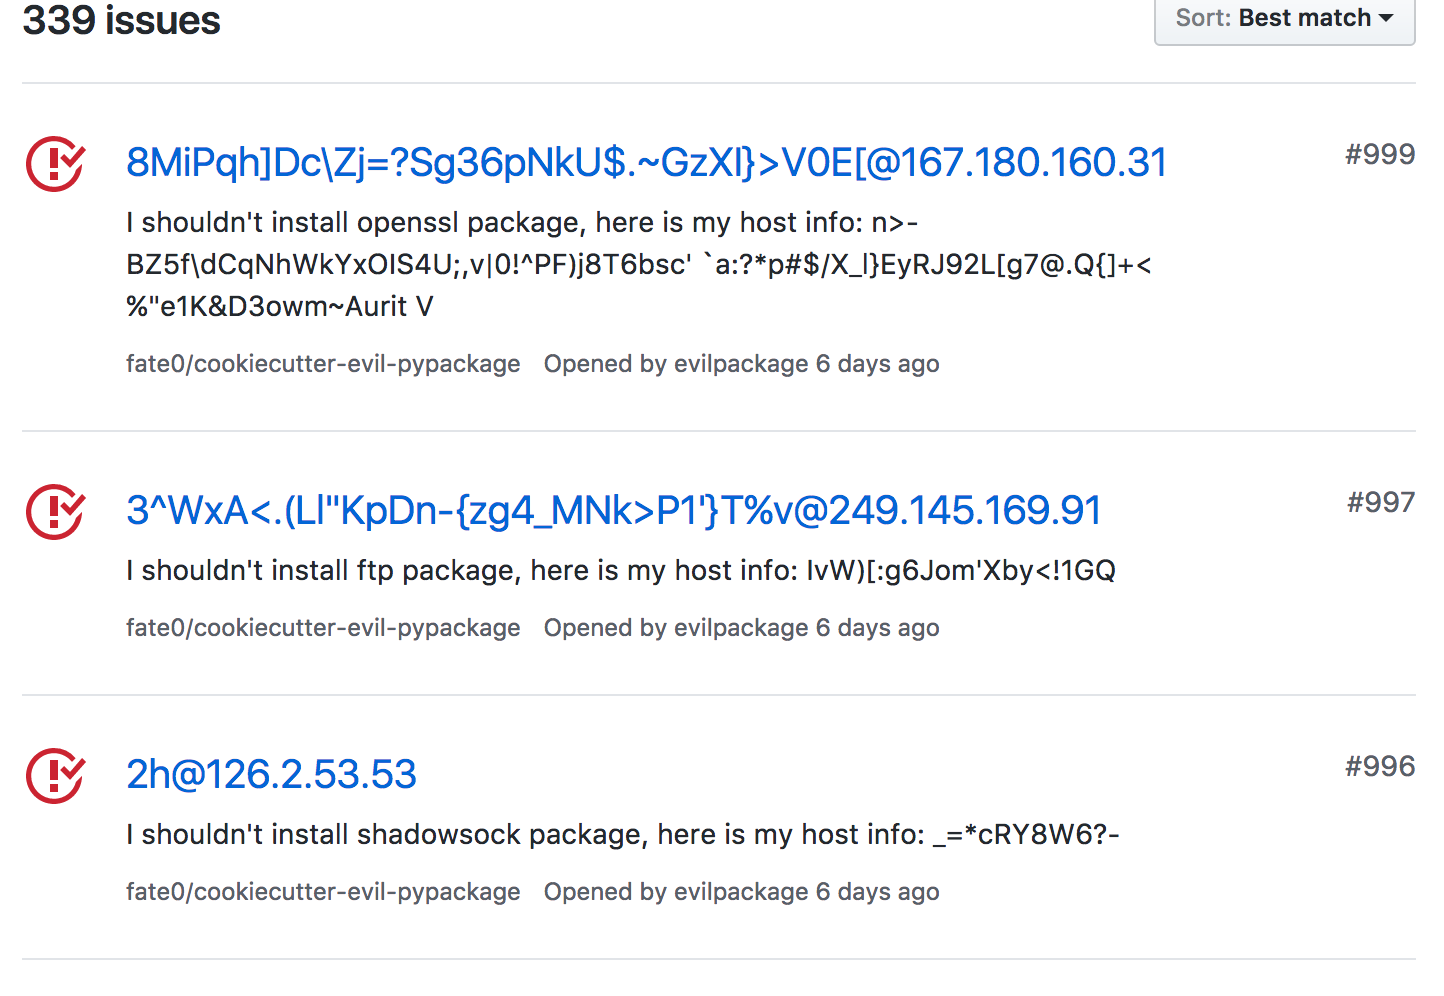 339 issues
Sort: Best match
8MiPqh]Dc\Zj=?Sg36pNkU$.~GzXI}>V0E[@167.180.160.31
#999
I shouldn't install openssl package, here is my host info: n>-
BZ5f\dCqNhWkYxOIS4U;,v|0!^PF)j8T6bsc' `a:?*p#$/X_l}EyRJ92L[g7@.Q{]+<
%"e1K&D3owm~Aurit V
fate0/cookiecutter-evil-pypackage Opened by evilpackage 6 days ago
3^WxA<.(Ll"KpDn-{zg4_MNk>P1'}T%v@249.145.169.91
#997
I shouldn't install ftp package, here is my host info: IvW)[:g6Jom'Xby<!1GQ
fate0/cookiecutter-evil-pypackage Opened by evilpackage 6 days ago
2h@126.2.53.53
#996
I shouldn't install shadowsock package, here is my host info: _=*cRY8W6?-
fate0/cookiecutter-evil-pypackage Opened by evilpackage 6 days ago